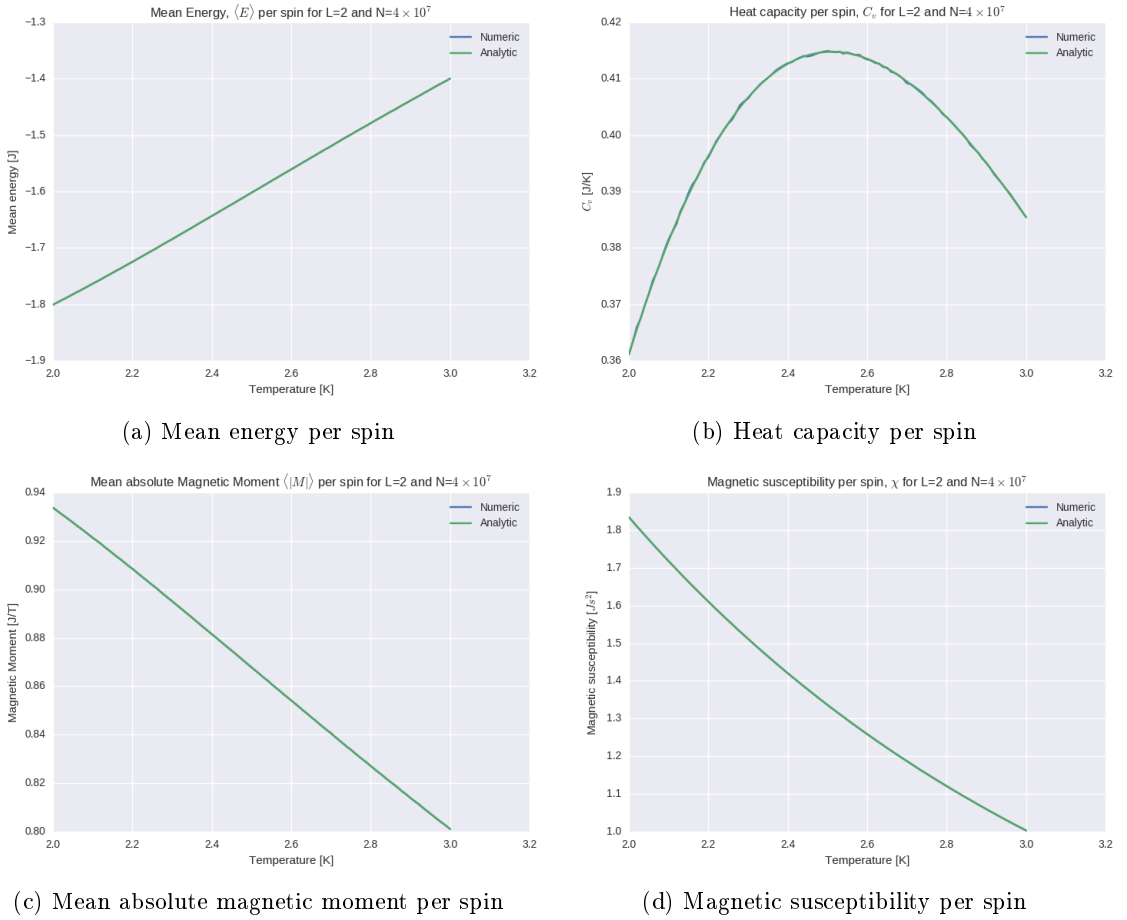 Mean Energy, ⟨E⟩ per spin for L=2 and N=4 × 10⁷
Numeric
Analytic
−1.3
−1.4
−1.5
−1.6
−1.7
−1.8
−1.9
Mean energy [J]
2.0 2.2 2.4 2.6 2.8 3.0 3.2
Temperature [K]
(a) Mean energy per spin
Heat capacity per spin, Cᵥ for L=2 and N=4 × 10⁷
Numeric
Analytic
0.42
0.41
0.40
0.39
0.38
0.37
0.36
Cᵥ [J/K]
2.0 2.2 2.4 2.6 2.8 3.0 3.2
Temperature [K]
(b) Heat capacity per spin
Mean absolute Magnetic Moment ⟨|M|⟩ per spin for L=2 and N=4 × 10⁷
Numeric
Analytic
0.94
0.92
0.90
0.88
0.86
0.84
0.82
0.80
Magnetic Moment [J/T]
2.0 2.2 2.4 2.6 2.8 3.0 3.2
Temperature [K]
(c) Mean absolute magnetic moment per spin
Magnetic susceptibility per spin, χ for L=2 and N=4 × 10⁷
Numeric
Analytic
1.9
1.8
1.7
1.6
1.5
1.4
1.3
1.2
1.1
1.0
Magnetic susceptibility [Js²]
2.0 2.2 2.4 2.6 2.8 3.0 3.2
Temperature [K]
(d) Magnetic susceptibility per spin